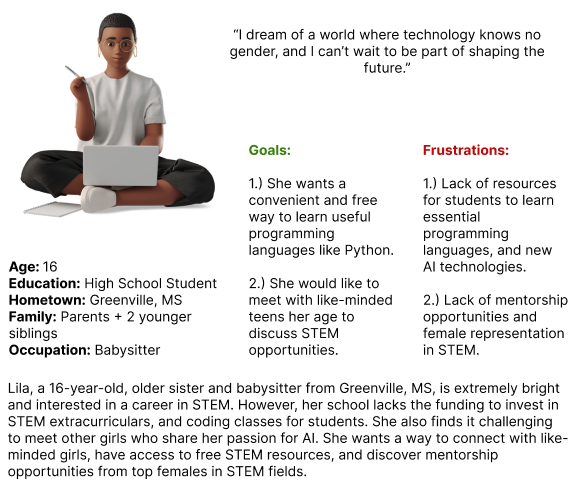 “I dream of a world where technology knows no
gender, and I can’t wait to be part of shaping the
future.”
Goals:
1.) She wants a
convenient and free
way to learn useful
programming
languages like Python.
2.) She would like to
meet with like-minded
teens her age to
discuss STEM
opportunities.
Frustrations:
1.) Lack of resources
for students to learn
essential
programming
languages, and new
AI technologies.
2.) Lack of mentorship
opportunities and
female representation
in STEM.
Age: 16
Education: High School Student
Hometown: Greenville, MS
Family: Parents + 2 younger
siblings
Occupation: Babysitter
Lila, a 16-year-old, older sister and babysitter from Greenville, MS, is extremely bright
and interested in a career in STEM. However, her school lacks the funding to invest in
STEM extracurriculars, and coding classes for students. She also finds it challenging
to meet other girls who share her passion for AI. She wants a way to connect with like-
minded girls, have access to free STEM resources, and discover mentorship
opportunities from top females in STEM fields.